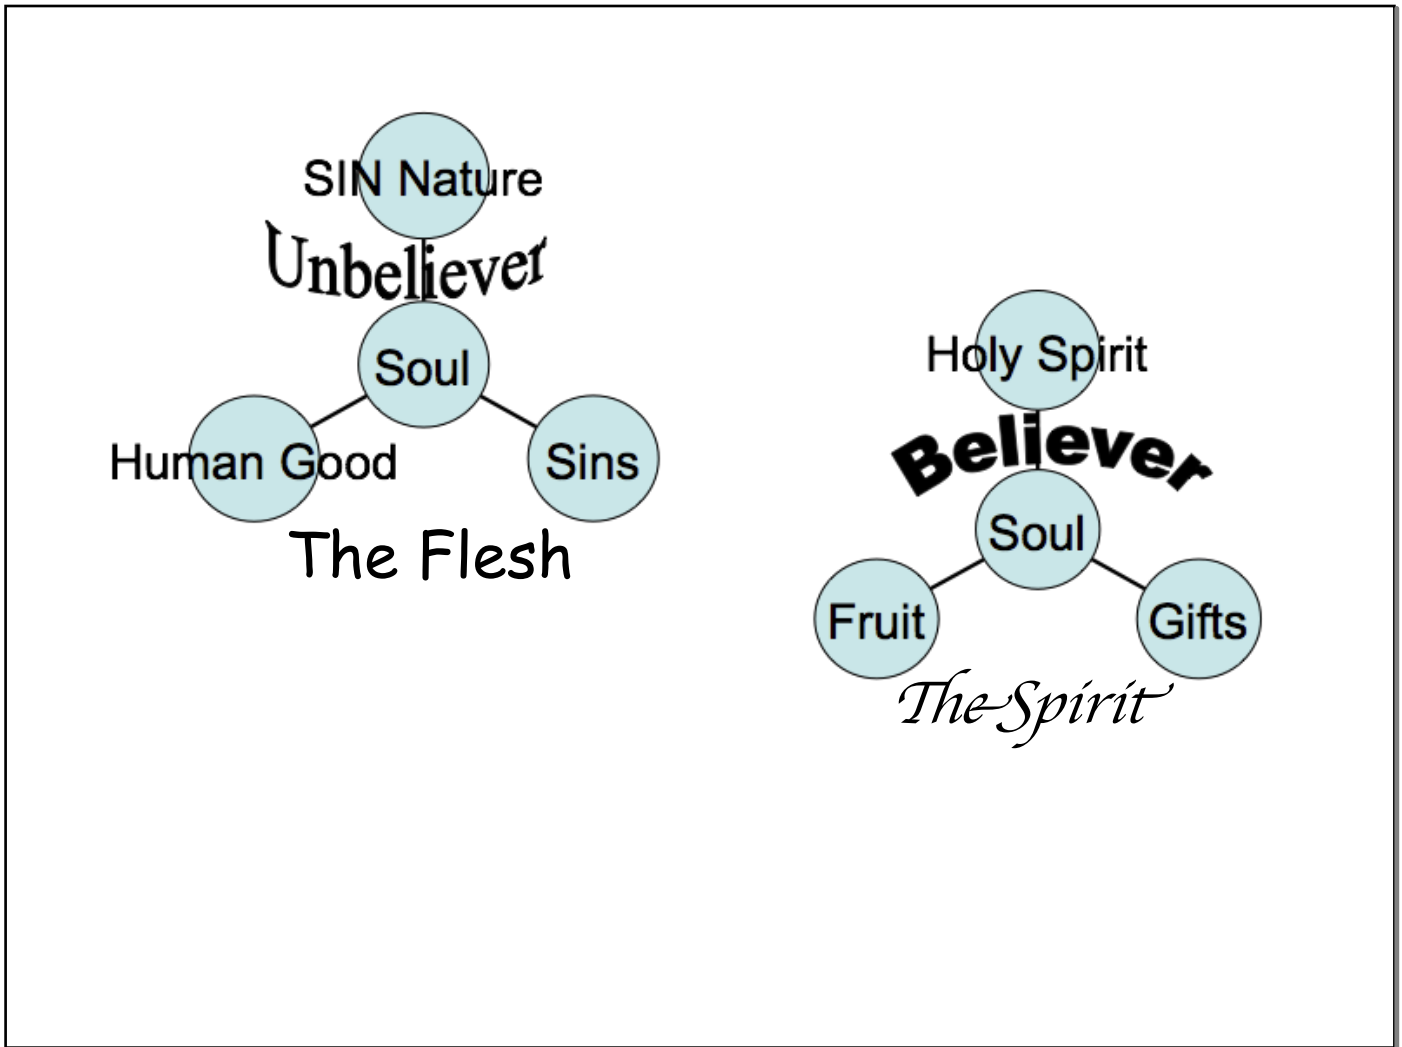 SIN Nature
Unbeliever
Soul
Human Good
Sins
The Flesh
Holy Spirit
Believer
Soul
Fruit
Gifts
The Spirit